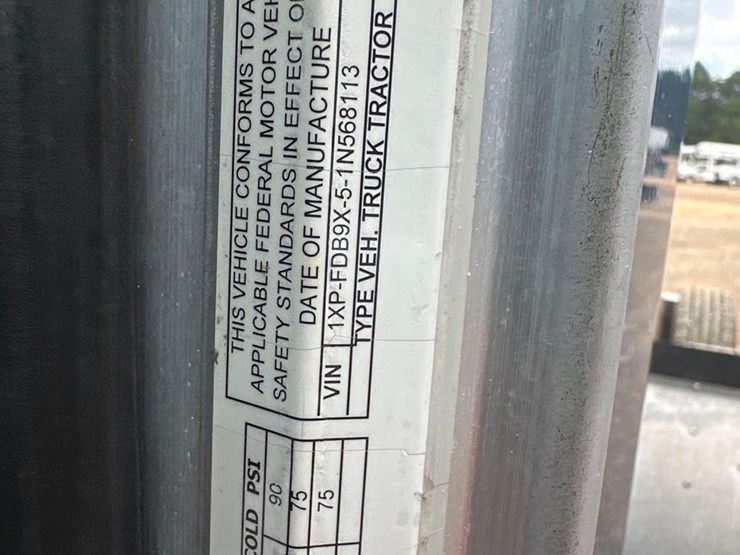 THIS VEHICLE CONFORMS TO A
APPLICABLE FEDERAL MOTOR VEH
SAFETY STANDARDS IN EFFECT O
DATE OF MANUFACTURE
VIN 1XP-FDB9X-5-1N568113
TYPE VEH. TRUCK TRACTOR
COLD PSI
90
75
75